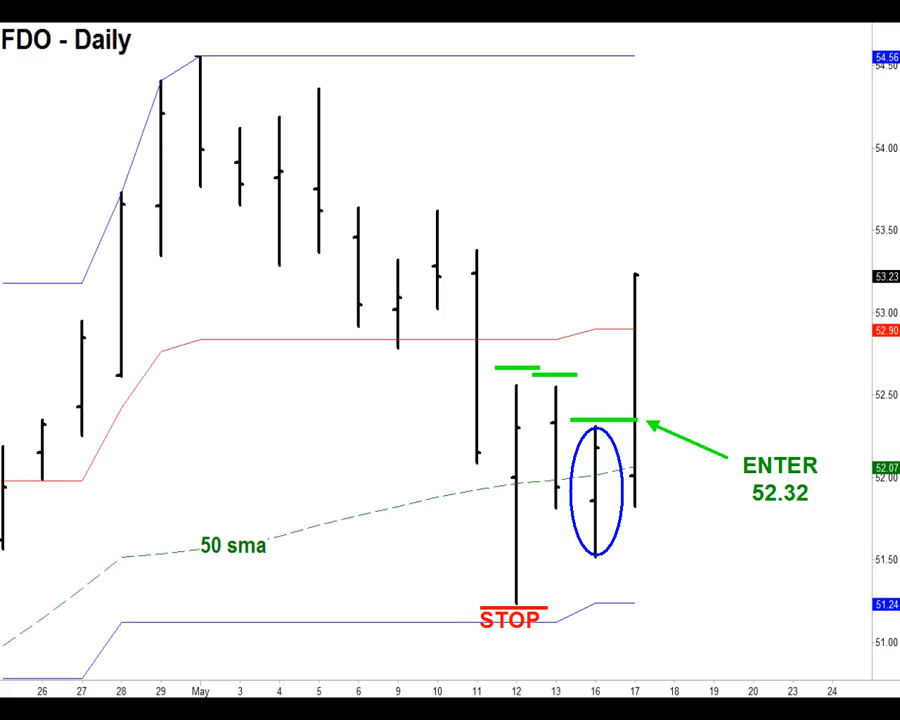 FDO - Daily
54.56
54.50
54.00
53.50
53.23
53.00
52.90
52.50
ENTER
52.32
52.07
52.00
50 sma
51.50
51.24
STOP
51.00
26 27 28 29 May 3 4 5 6 9 10 11 12 13 16 17 18 19 20 23 24